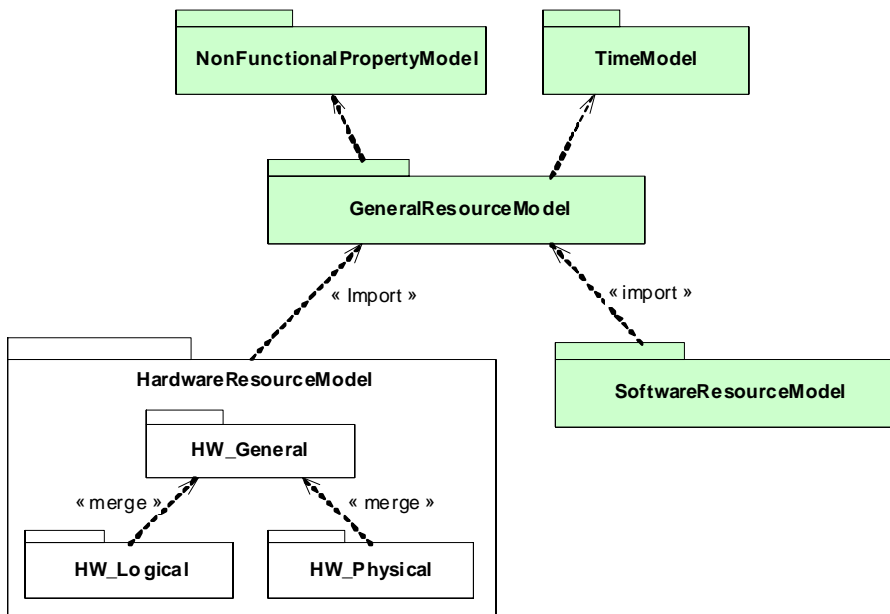 NonFunctionalPropertyModel
TimeModel
GeneralResourceModel
« Import »
« import »
HardwareResourceModel
SoftwareResourceModel
HW_General
« merge »
« merge »
HW_Logical
HW_Physical